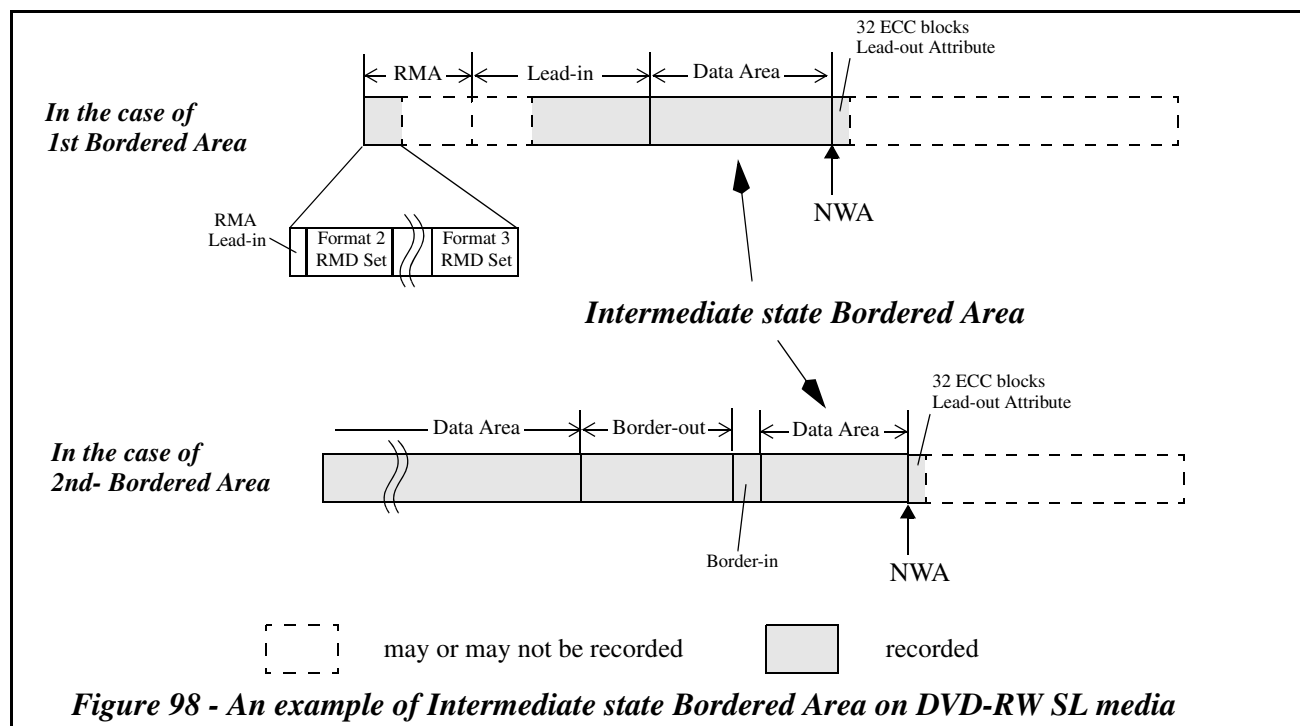 32 ECC blocks
Lead-out Attribute
RMA
Lead-in
Data Area
In the case of
1st Bordered Area
NWA
RMA
Lead-in
Format 2
RMD Set
Format 3
RMD Set
Intermediate state Bordered Area
32 ECC blocks
Lead-out Attribute
Data Area
Border-out
Data Area
In the case of
2nd- Bordered Area
Border-in
NWA
may or may not be recorded
recorded
Figure 98 - An example of Intermediate state Bordered Area on DVD-RW SL media